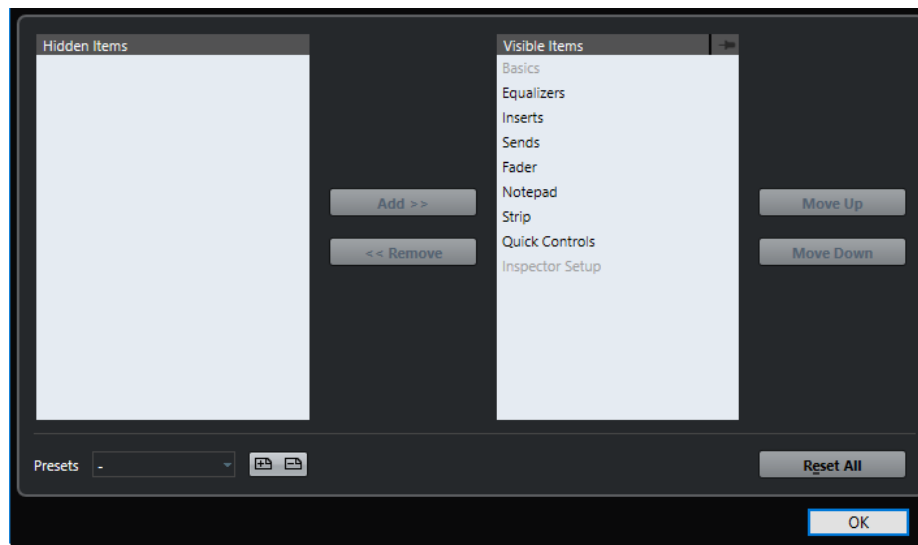 Hidden Items
Visible Items
Basics
Equalizers
Inserts
Sends
Fader
Notepad
Strip
Quick Controls
Inspector Setup
Add >>
<< Remove
Move Up
Move Down
Presets -
Reset All
OK